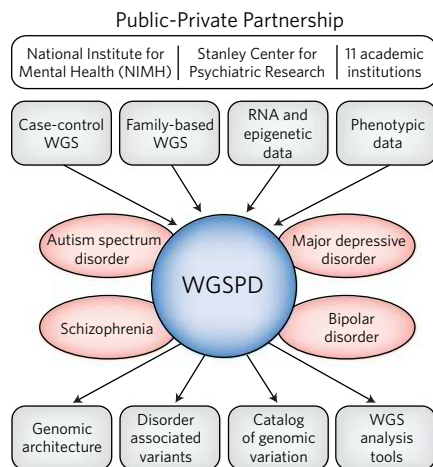 Public-Private Partnership
National Institute for
Mental Health (NIMH)
Stanley Center for
Psychiatric Research
11 academic
institutions
Case-control
WGS
Family-based
WGS
RNA and
epigenetic
data
Phenotypic
data
Autism spectrum
disorder
Major depressive
disorder
WGSPD
Schizophrenia
Bipolar
disorder
Genomic
architecture
Disorder
associated
variants
Catalog
of genomic
variation
WGS
analysis
tools